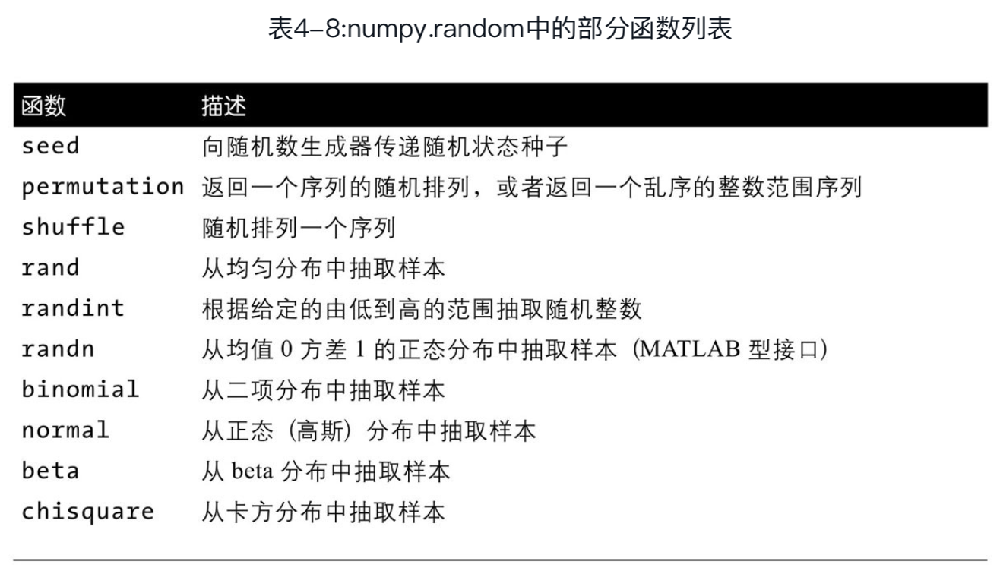 表4–8:numpy.random中的部分函数列表
函数 描述
seed 向随机数生成器传递随机状态种子
permutation 返回一个序列的随机排列，或者返回一个乱序的整数范围序列
shuffle 随机排列一个序列
rand 从均匀分布中抽取样本
randint 根据给定的由低到高的范围抽取随机整数
randn 从均值 0 方差 1 的正态分布中抽取样本（MATLAB 型接口）
binomial 从二项分布中抽取样本
normal 从正态（高斯）分布中抽取样本
beta 从 beta 分布中抽取样本
chisquare 从卡方分布中抽取样本